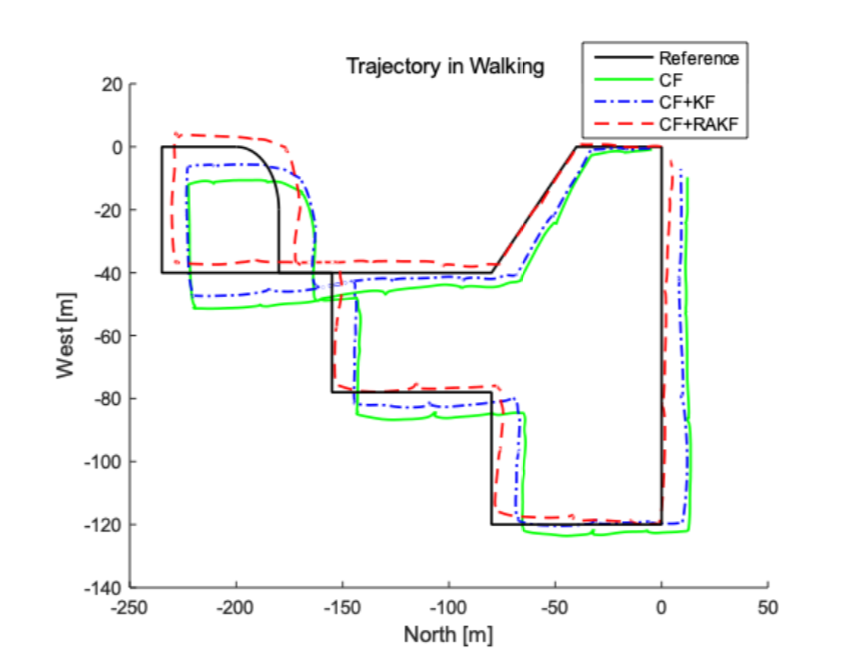 Trajectory in Walking
Reference
CF
CF+KF
CF+RAKF
20
0
-20
-40
-60
-80
-100
-120
-140
West [m]
-250 -200 -150 -100 -50 0 50
North [m]